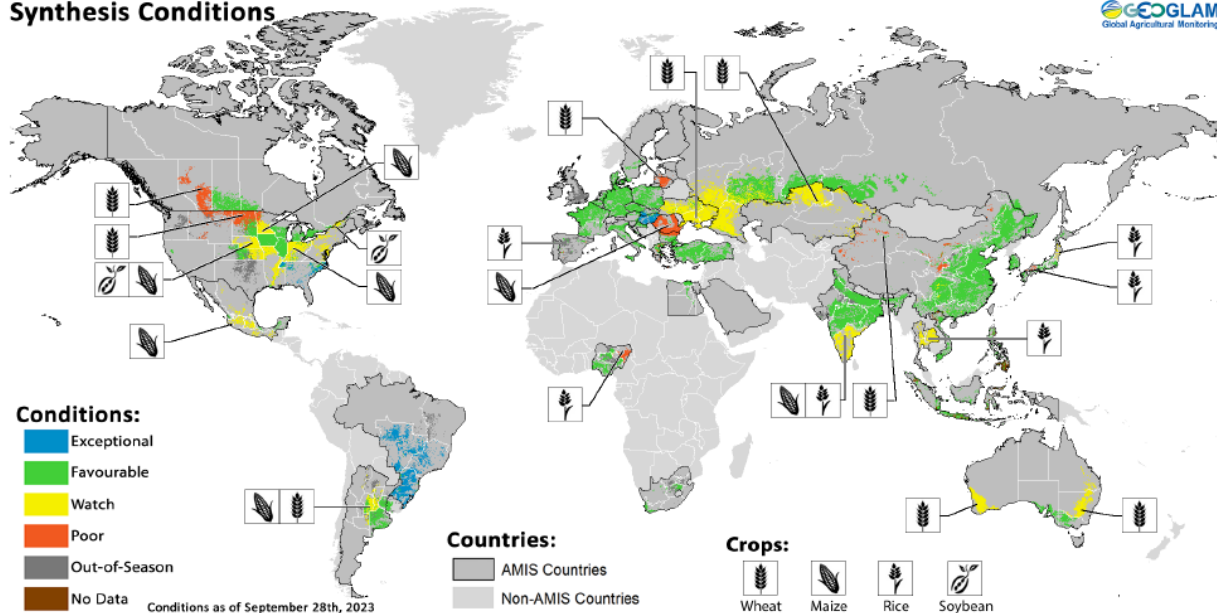 Synthesis Conditions
GEOGLAM
Global Agricultural Monitoring
Conditions:
Exceptional
Favourable
Watch
Poor
Out-of-Season
No Data
Conditions as of September 28th, 2023
Countries:
AMIS Countries
Non-AMIS Countries
Crops:
Wheat
Maize
Rice
Soybean